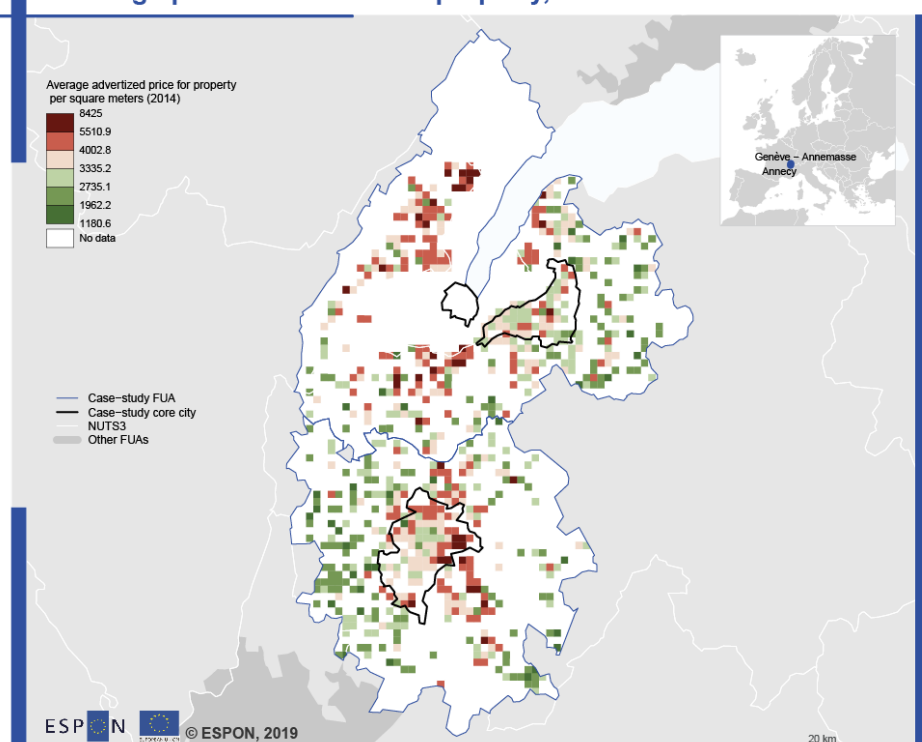 Average advertized price for property
per square meters (2014)
8425
5510.9
4002.8
3335.2
2735.1
1962.2
1180.6
No data
Genève – Annemasse
Annecy
Case−study FUA
Case−study core city
NUTS3
Other FUAs
ESPON
© ESPON, 2019
20 km